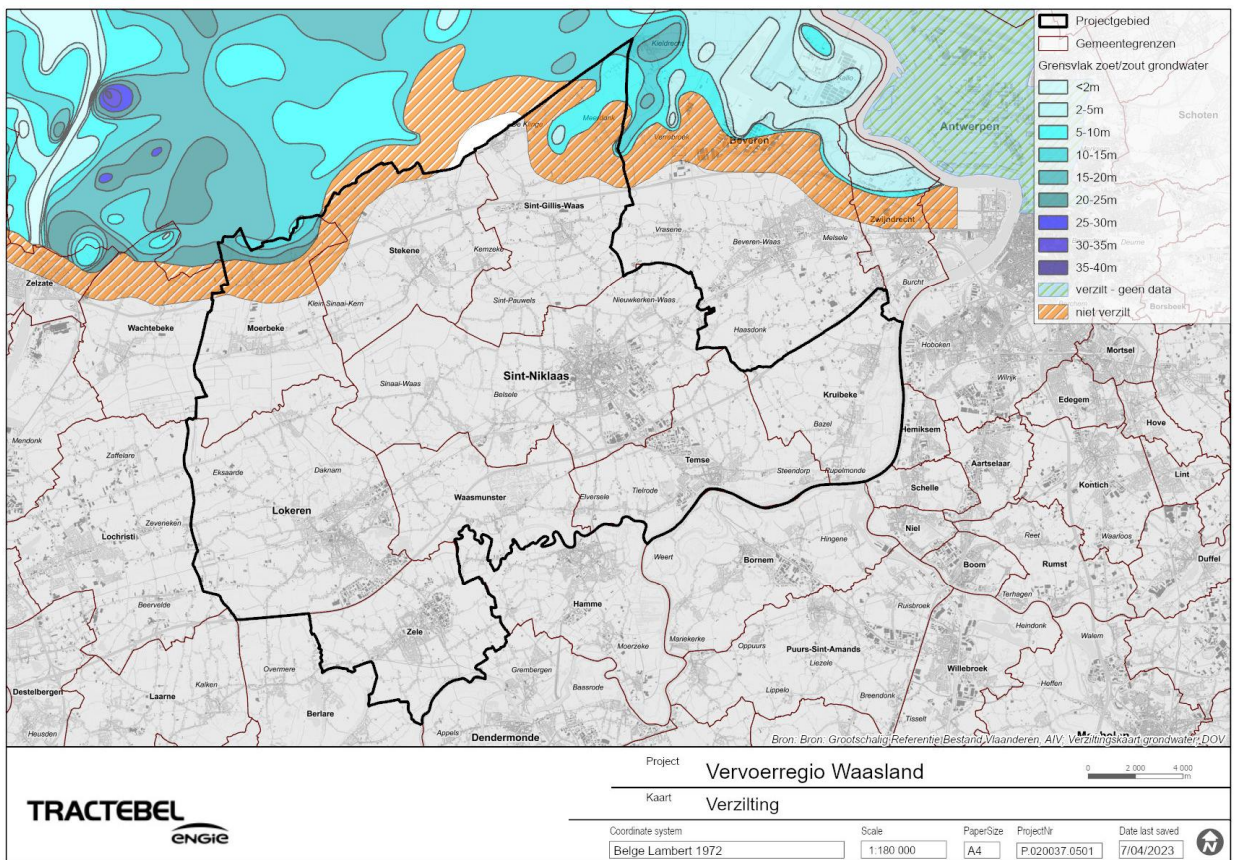 Projectgebied
Gemeentegrenzen
Grensvlak zoet/zout grondwater
<2m
2-5m
5-10m
10-15m
15-20m
20-25m
25-30m
30-35m
35-40m
verzilt - geen data
niet verzilt
Kieldrecht
Kallo
Schoten
Antwerpen
De Klinge
Meerdonk
Verrebroek
Beveren
Sint-Gillis-Waas
Zwijndrecht
Deurne
Borsbeek
Zelzate
Stekene
Kemzeke
Vrasene
Beveren-Waas
Melsele
Burcht
Wachtebeke
Moerbeke
Klein Sinaai-Kern
Sint-Pauwels
Nieuwkerken-Waas
Haasdonk
Hoboken
Mortsel
Sint-Niklaas
Sinaai-Waas
Belsele
Wilrijk
Edegem
Kruibeke
Hove
Mendonk
Zaffelare
Bazel
Hemiksem
Aartselaar
Lint
Eksaarde
Daknam
Temse
Steendorp
Rupelmonde
Kontich
Schelle
Waasmunster
Elversele
Tielrode
Lokeren
Zeveneken
Lochristi
Niel
Reet
Waarloos
Hingene
Weert
Bornem
Boom
Rumst
Duffel
Beervelde
Hamme
Ruisbroek
Terhagen
Zele
Heindonk
Walem
Moerzeke
Mariekerke
Oppuurs
Puurs-Sint-Amands
Liezele
Willebroek
Overmere
Grembergen
Heffen
Destelbergen
Laarne
Kalken
Baasrode
Lippelo
Breendonk
Berlare
Heusden
Appels
Dendermonde
Tisselt
Bron: Bron: Grootschalig Referentie Bestand Vlaanderen, AIV; Verziltingskaart grondwater, DOV
Project
Vervoerregio Waasland
0 2 000 4 000
m
Kaart
Verzilting
TRACTEBEL
ENGIE
Coordinate system
Scale
PaperSize
ProjectNr
Date last saved
Belge Lambert 1972
1:180 000
A4
P.020037.0501
7/04/2023
N